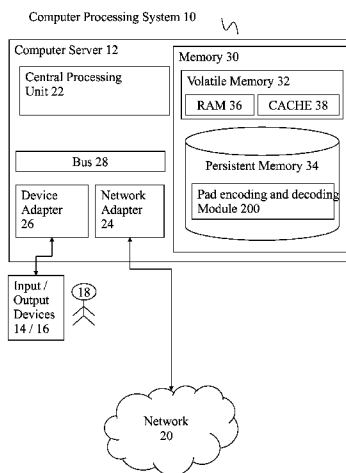 Computer Processing System 10
Computer Server 12
Central Processing
Unit 22
Bus 28
Device
Adapter
26
Network
Adapter
24
Memory 30
Volatile Memory 32
RAM 36
CACHE 38
Persistent Memory 34
Pad encoding and decoding
Module 200
Input /
Output
Devices
14 / 16
18
Network
20